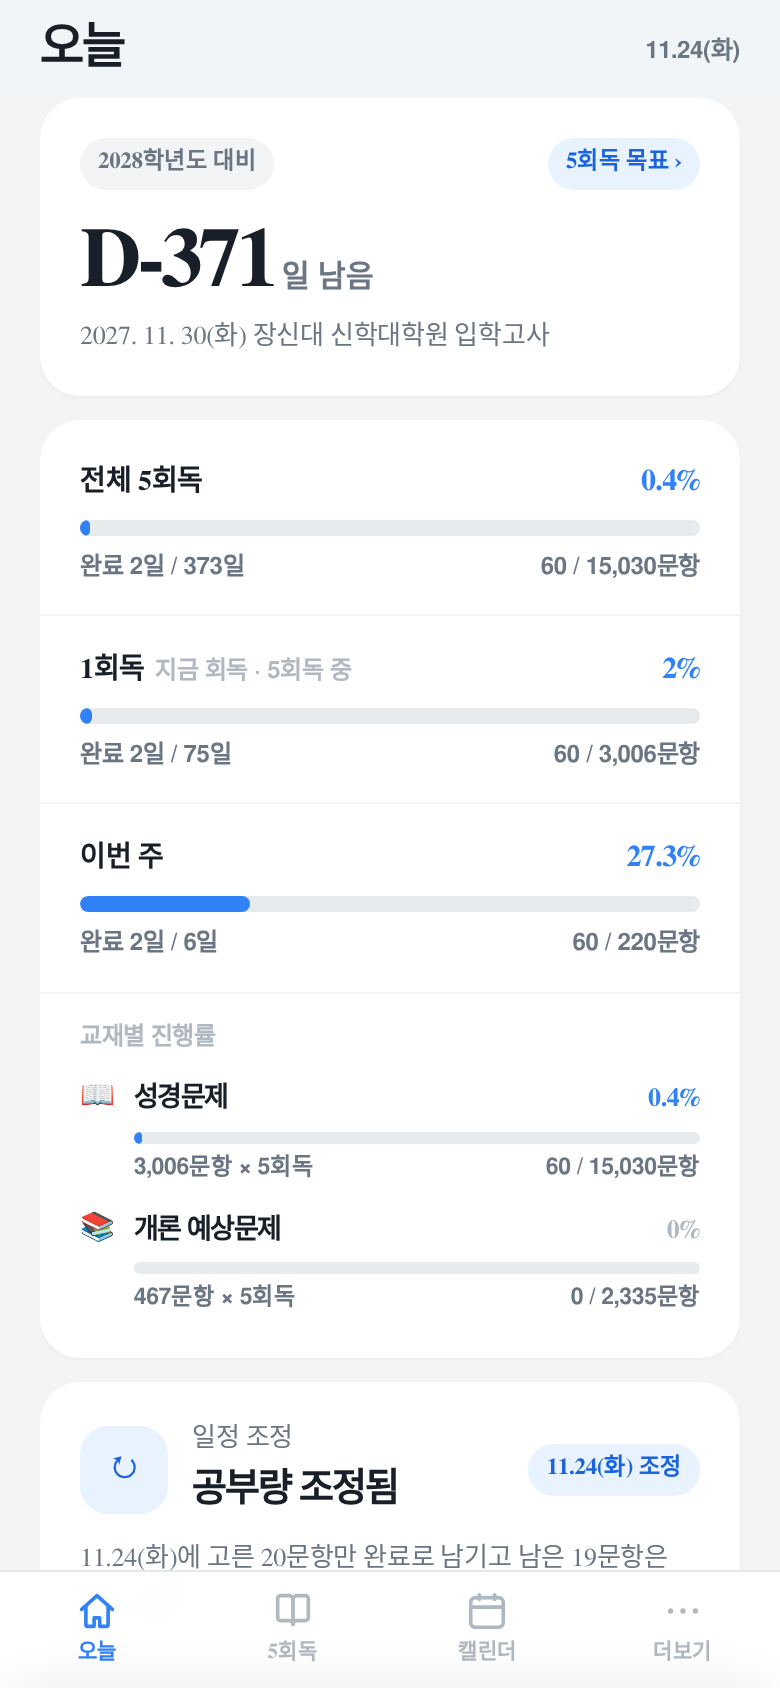 오늘
11.24(화)
2028학년도 대비
5회독 목표 ›
D-371일 남음
2027. 11. 30(화) 장신대 신학대학원 입학고사
전체 5회독
0.4%
완료 2일 / 373일
60 / 15,030문항
1회독 지금 회독 · 5회독 중
2%
완료 2일 / 75일
60 / 3,006문항
이번 주
27.3%
완료 2일 / 6일
60 / 220문항
교재별 진행률
성경문제
0.4%
3,006문항 × 5회독
60 / 15,030문항
개론 예상문제
0%
467문항 × 5회독
0 / 2,335문항
일정 조정
공부량 조정됨
11.24(화) 조정
11.24(화)에 고른 20문항만 완료로 남기고 남은 19문항은
오늘
5회독
캘린더
더보기